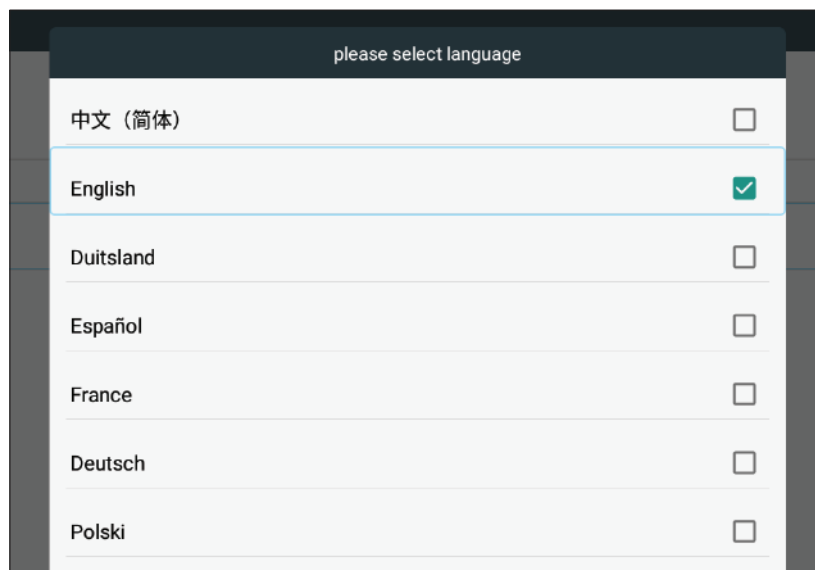 please select language
中文（简体）
English
Duitsland
Español
France
Deutsch
Polski